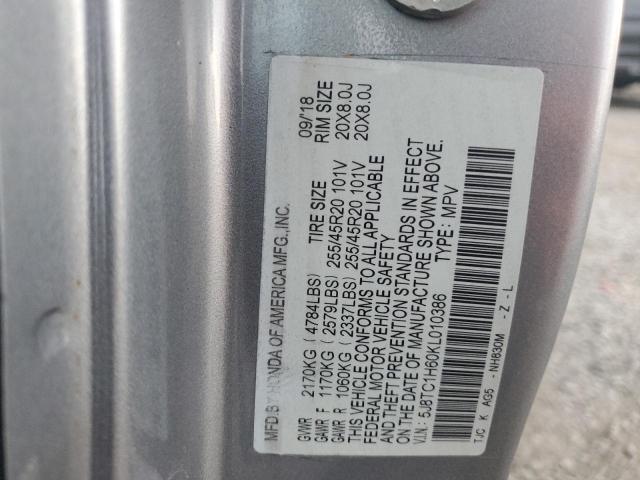 MFD.BY HONDA OF AMERICA MFG.,INC. 09/'18
TIRE SIZE RIM SIZE
GVWR 2170KG ( 4784LBS)
GAWR F 1170KG ( 2579LBS) 255/45R20 101V 20X8.0J
GAWR R 1060KG ( 2337LBS) 255/45R20 101V 20X8.0J
THIS VEHICLE CONFORMS TO ALL APPLICABLE
FEDERAL MOTOR VEHICLE SAFETY
AND THEFT PREVENTION STANDARDS IN EFFECT
ON THE DATE OF MANUFACTURE SHOWN ABOVE.
V.I.N.: 5J8TC1H60KL010386 TYPE: MPV
TJC K AG5 -NH830M - Z - L